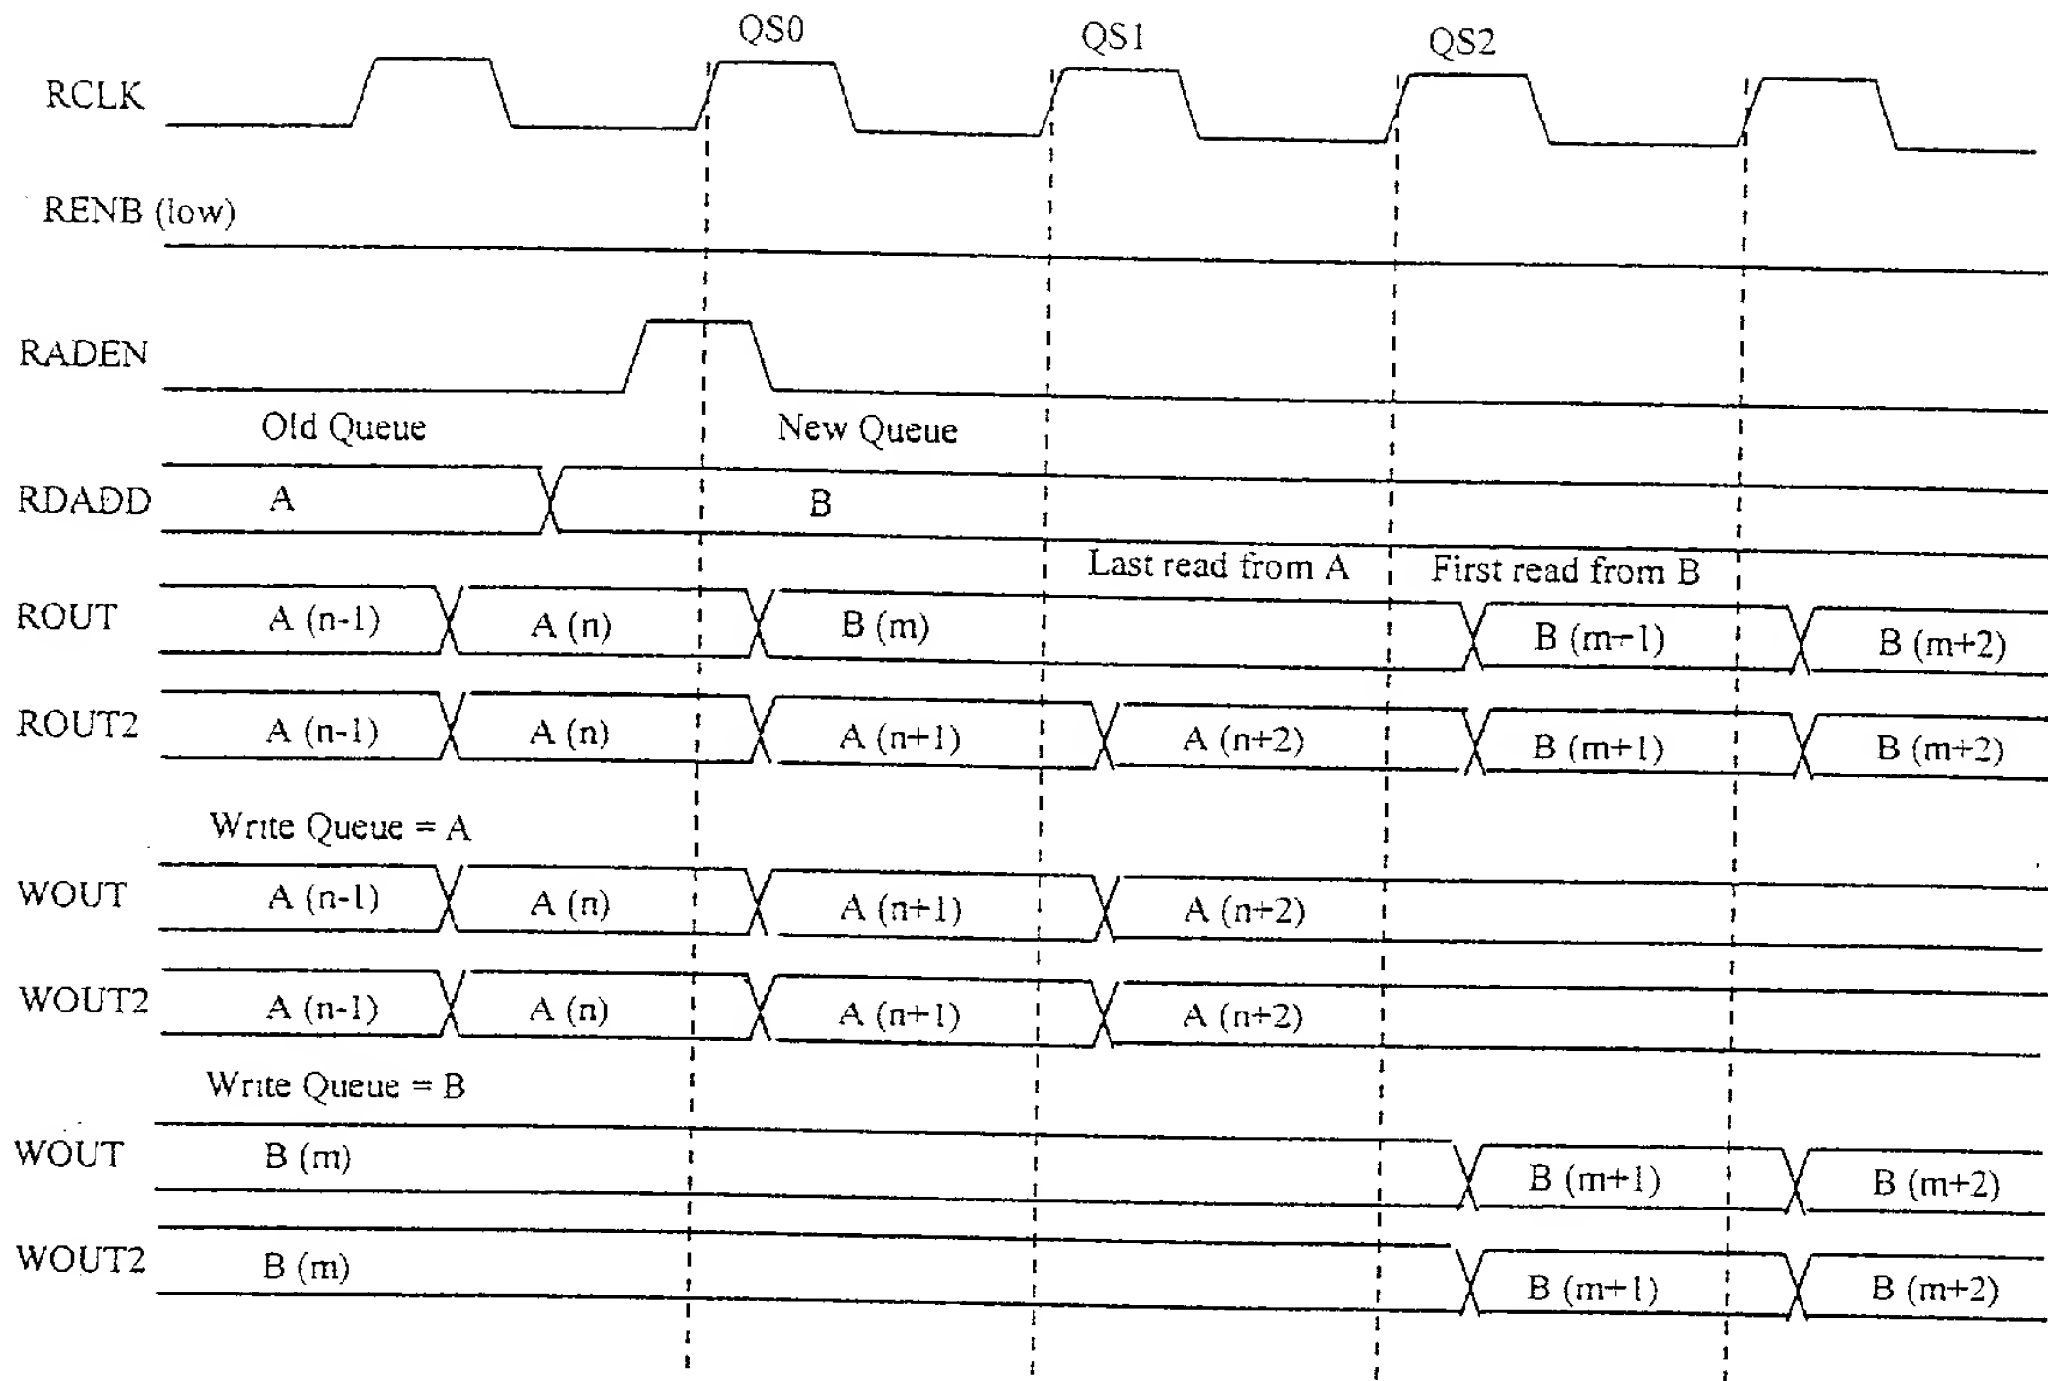 QS0 QS1 QS2
RCLK
RENB (low)
RADEN
Old Queue New Queue
RDADD A B
Last read from A First read from B
ROUT A (n-1) A (n) B (m) B (m+1) B (m+2)
ROUT2 A (n-1) A (n) A (n+1) A (n+2) B (m+1) B (m+2)
Write Queue = A
WOUT A (n-1) A (n) A (n+1) A (n+2)
WOUT2 A (n-1) A (n) A (n+1) A (n+2)
Write Queue = B
WOUT B (m) B (m+1) B (m+2)
WOUT2 B (m) B (m+1) B (m+2)